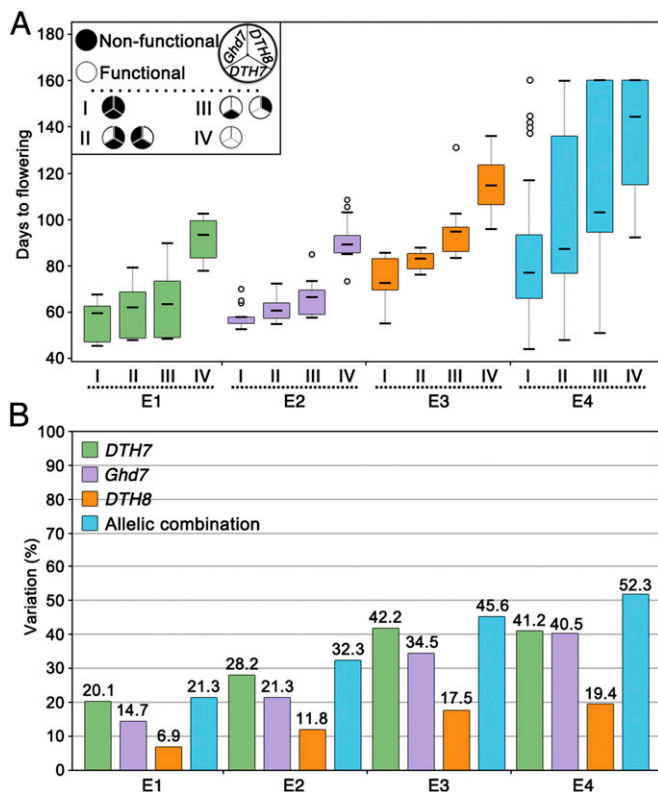 A
Non-functional
Functional
Ghd7 DTH8
DTH7
I III
II IV
Days to flowering
180
160
140
120
100
80
60
40
I II III IV I II III IV I II III IV I II III IV
E1 E2 E3 E4
B
DTH7
Ghd7
DTH8
Allelic combination
Variation (%)
100
90
80
70
60
50
40
30
20
10
0
20.1 14.7 6.9 21.3 28.2 21.3 11.8 32.3 42.2 34.5 17.5 45.6 41.2 40.5 19.4 52.3
E1 E2 E3 E4